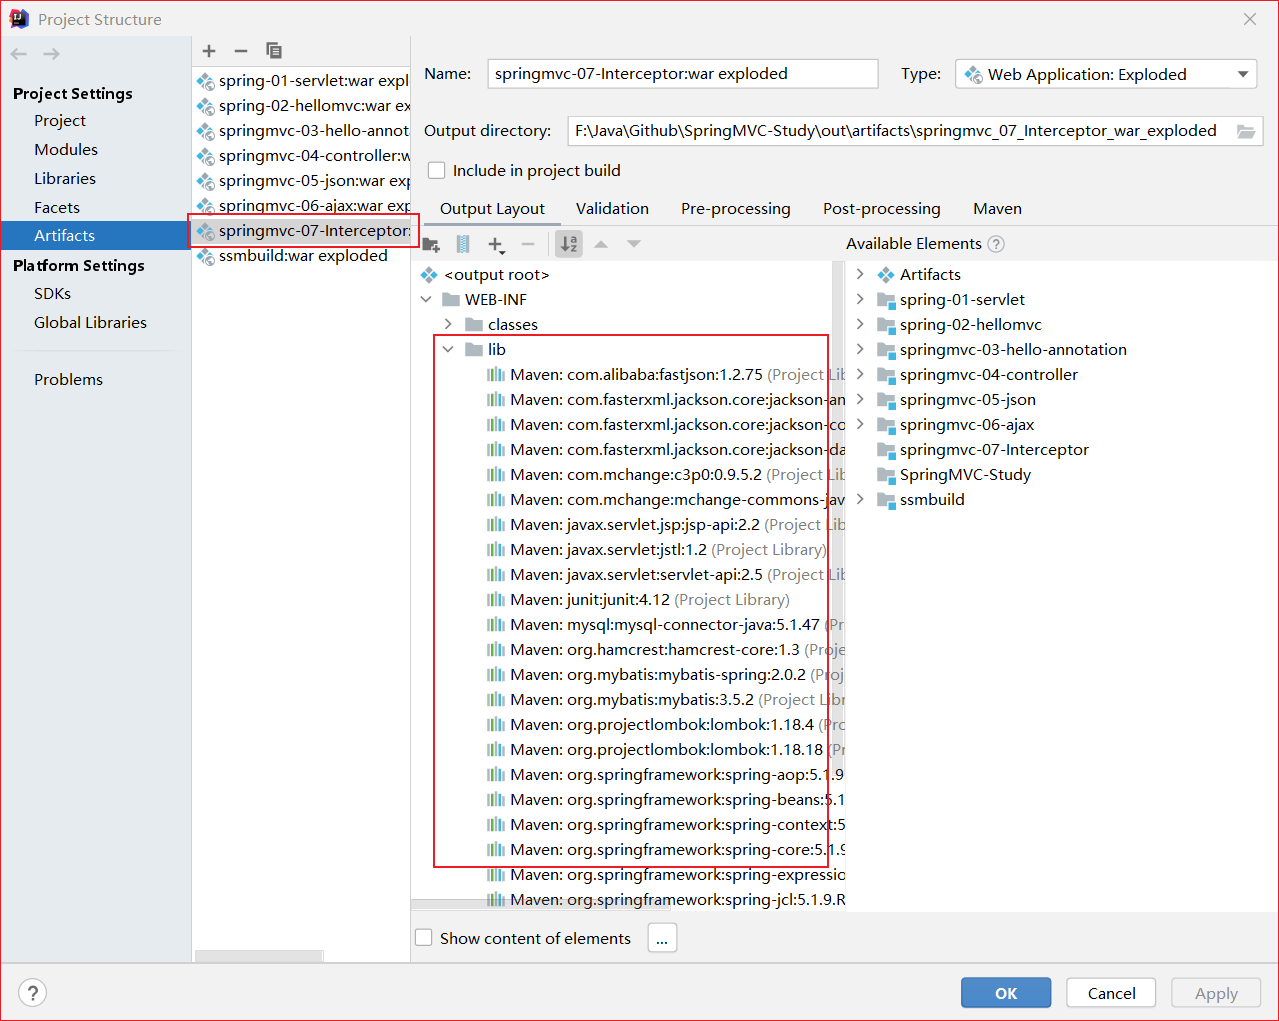 Project Structure
Project Settings
Project
Modules
Libraries
Facets
Artifacts
Platform Settings
SDKs
Global Libraries
Problems
spring-01-servlet:war expl
spring-02-hellomvc:war ex
springmvc-03-hello-annot
springmvc-04-controller:w
springmvc-05-json:war exp
springmvc-06-ajax:war exp
springmvc-07-Interceptor:
ssmbuild:war exploded
Name: springmvc-07-Interceptor:war exploded Type: Web Application: Exploded
Output directory: F:\Java\Github\SpringMVC-Study\out\artifacts\springmvc_07_Interceptor_war_exploded
Include in project build
Output Layout Validation Pre-processing Post-processing Maven
<output root>
WEB-INF
classes
lib
Maven: com.alibaba:fastjson:1.2.75 (Project Lib
Maven: com.fasterxml.jackson.core:jackson-an
Maven: com.fasterxml.jackson.core:jackson-co
Maven: com.fasterxml.jackson.core:jackson-da
Maven: com.mchange:c3p0:0.9.5.2 (Project Lib
Maven: com.mchange:mchange-commons-jav
Maven: javax.servlet.jsp:jsp-api:2.2 (Project Lib
Maven: javax.servlet:jstl:1.2 (Project Library)
Maven: javax.servlet:servlet-api:2.5 (Project Lib
Maven: junit:junit:4.12 (Project Library)
Maven: mysql:mysql-connector-java:5.1.47 (Pr
Maven: org.hamcrest:hamcrest-core:1.3 (Proje
Maven: org.mybatis:mybatis-spring:2.0.2 (Proj
Maven: org.mybatis:mybatis:3.5.2 (Project Libr
Maven: org.projectlombok:lombok:1.18.4 (Pro
Maven: org.projectlombok:lombok:1.18.18 (Pr
Maven: org.springframework:spring-aop:5.1.9
Maven: org.springframework:spring-beans:5.1
Maven: org.springframework:spring-context:5
Maven: org.springframework:spring-core:5.1.9
Maven: org.springframework:spring-expressio
Maven: org.springframework:spring-jcl:5.1.9.R
Available Elements ?
Artifacts
spring-01-servlet
spring-02-hellomvc
springmvc-03-hello-annotation
springmvc-04-controller
springmvc-05-json
springmvc-06-ajax
springmvc-07-Interceptor
SpringMVC-Study
ssmbuild
Show content of elements ...
? OK Cancel Apply